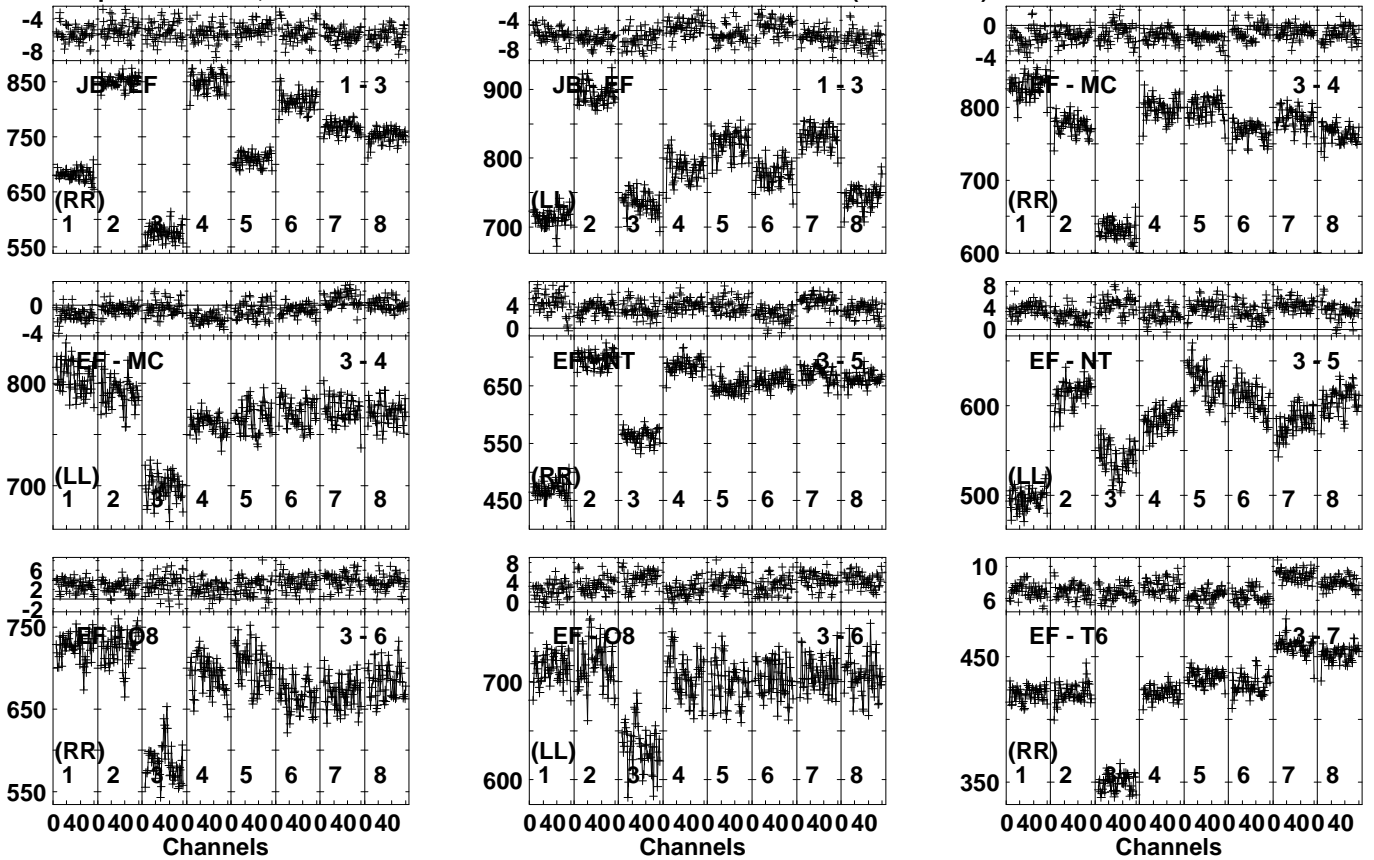 -4
-8
850
JB - EF 1 - 3
750
650
(RR)
1 2 3 4 5 6 7 8
550
-4
-8
900
JB - EF 1 - 3
800
(LL)
700
1 2 3 4 5 6 7 8
0
-4
EF - MC 3 - 4
800
700
(RR)
1 2 3 4 5 6 7 8
600
0
-4
EF - MC 3 - 4
800
(LL)
700
1 2 3 4 5 6 7 8
4
0
EF - NT 3 - 5
650
550
(RR)
450
1 2 3 4 5 6 7 8
8
4
0
EF - NT 3 - 5
600
(LL)
500
1 2 3 4 5 6 7 8
6
2
-2
750
EF - O8 3 - 6
650
(RR)
1 2 3 4 5 6 7 8
550
0 40 0 40 0 40 0 40 0 40 0 40 0 40 0 40
Channels
8
4
0
EF - O8 3 - 6
700
(LL)
600
1 2 3 4 5 6 7 8
0 40 0 40 0 40 0 40 0 40 0 40 0 40 0 40
Channels
10
6
EF - T6 3 - 7
450
(RR)
350
1 2 3 4 5 6 7 8
0 40 0 40 0 40 0 40 0 40 0 40 0 40 0 40
Channels